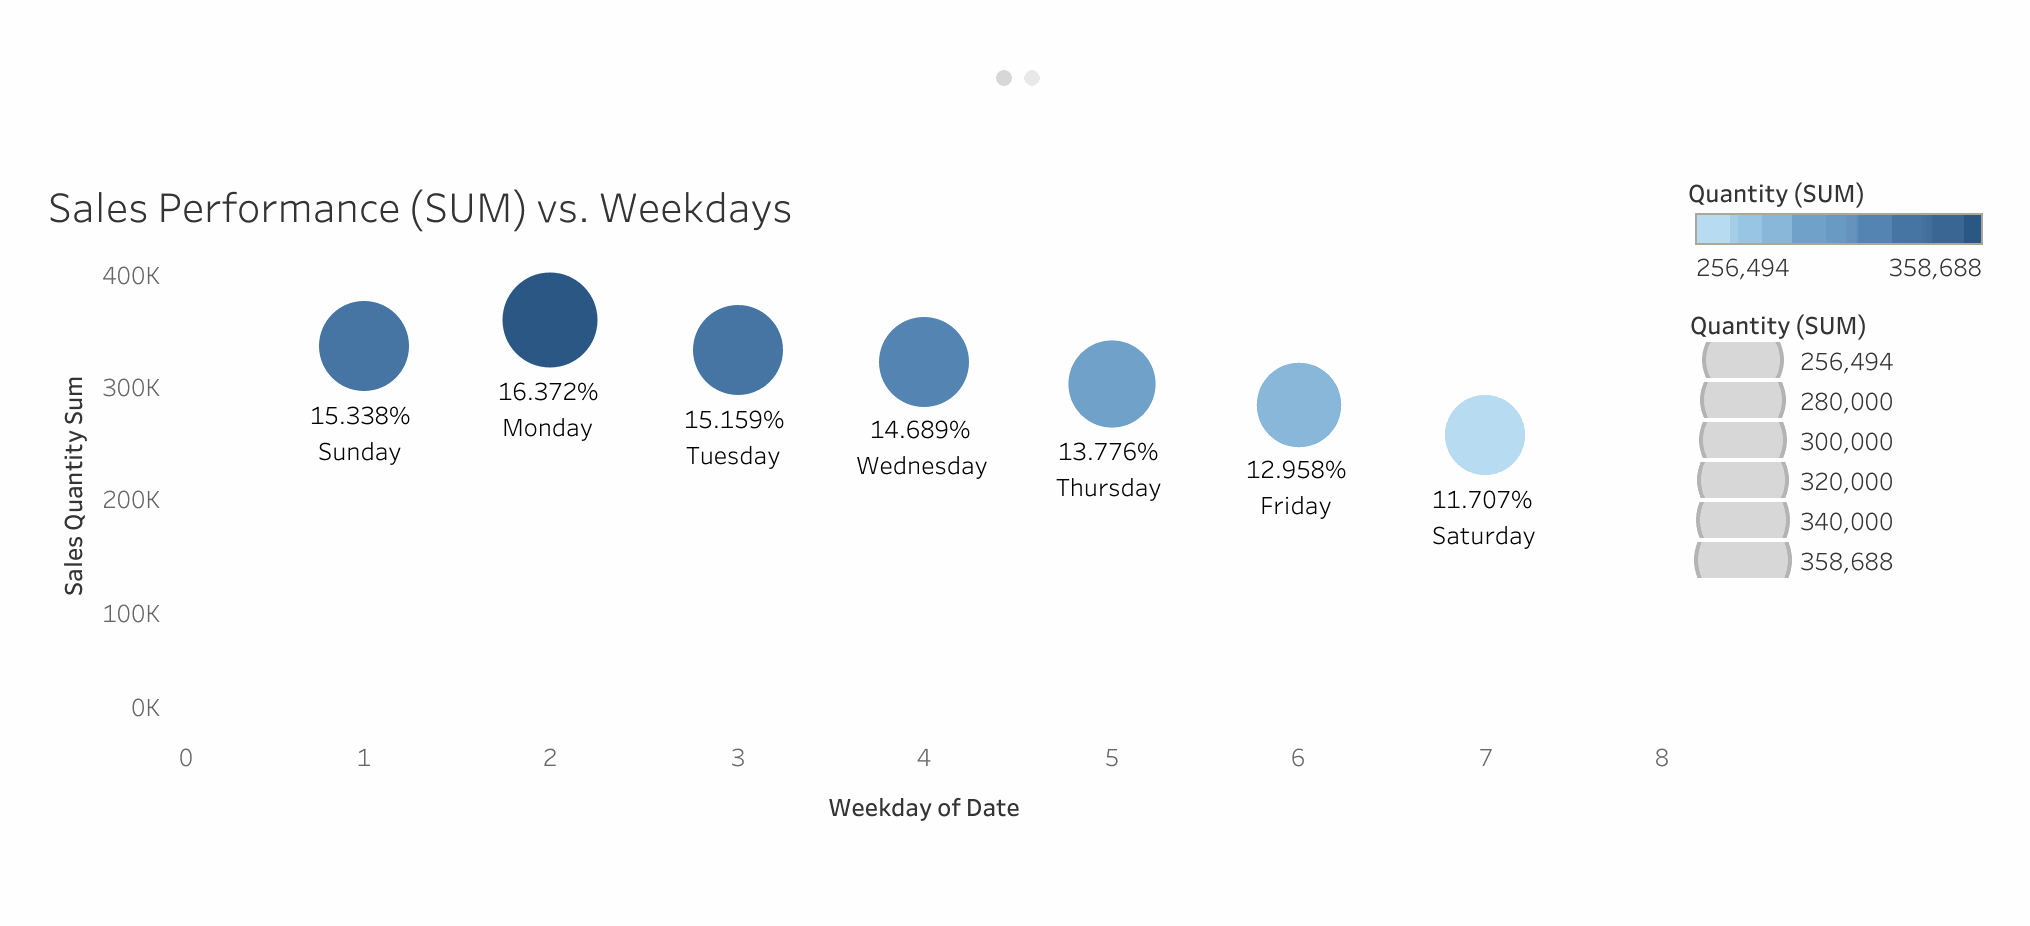 Sales Performance (SUM) vs. Weekdays
400K
300K
200K
100K
0K
Sales Quantity Sum
15.338%
Sunday
16.372%
Monday
15.159%
Tuesday
14.689%
Wednesday
13.776%
Thursday
12.958%
Friday
11.707%
Saturday
0 1 2 3 4 5 6 7 8
Weekday of Date
Quantity (SUM)
256,494 358,688
Quantity (SUM)
256,494
280,000
300,000
320,000
340,000
358,688